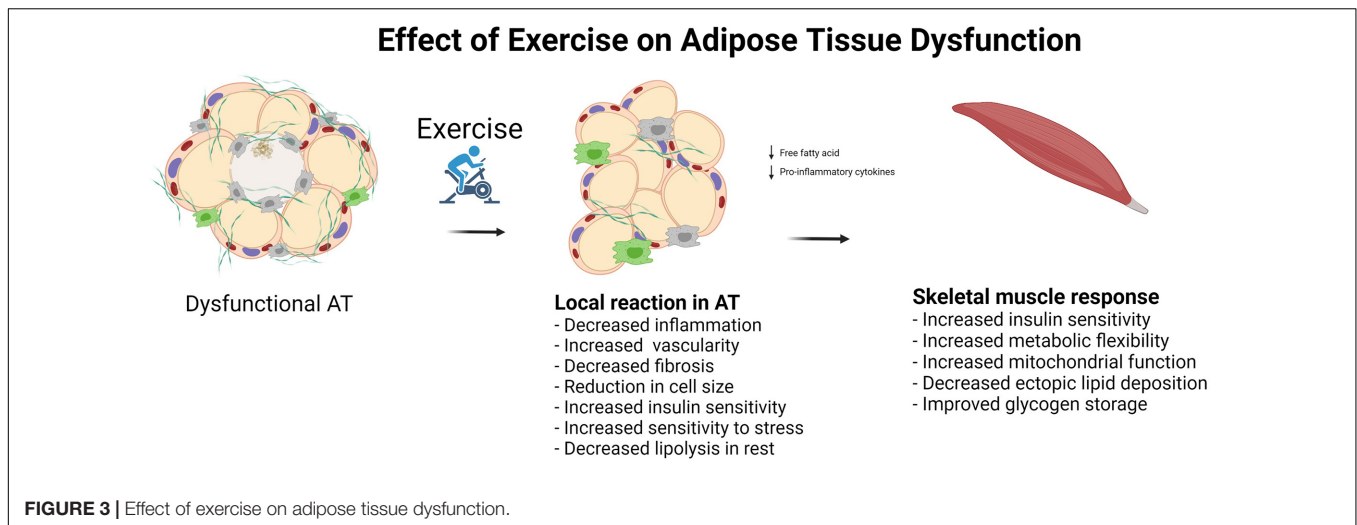 Effect of Exercise on Adipose Tissue Dysfunction
Exercise
↓ Free fatty acid
↓ Pro-inflammatory cytokines
Dysfunctional AT
Local reaction in AT
- Decreased inflammation
- Increased vascularity
- Decreased fibrosis
- Reduction in cell size
- Increased insulin sensitivity
- Increased sensitivity to stress
- Decreased lipolysis in rest
Skeletal muscle response
- Increased insulin sensitivity
- Increased metabolic flexibility
- Increased mitochondrial function
- Decreased ectopic lipid deposition
- Improved glycogen storage
FIGURE 3 | Effect of exercise on adipose tissue dysfunction.